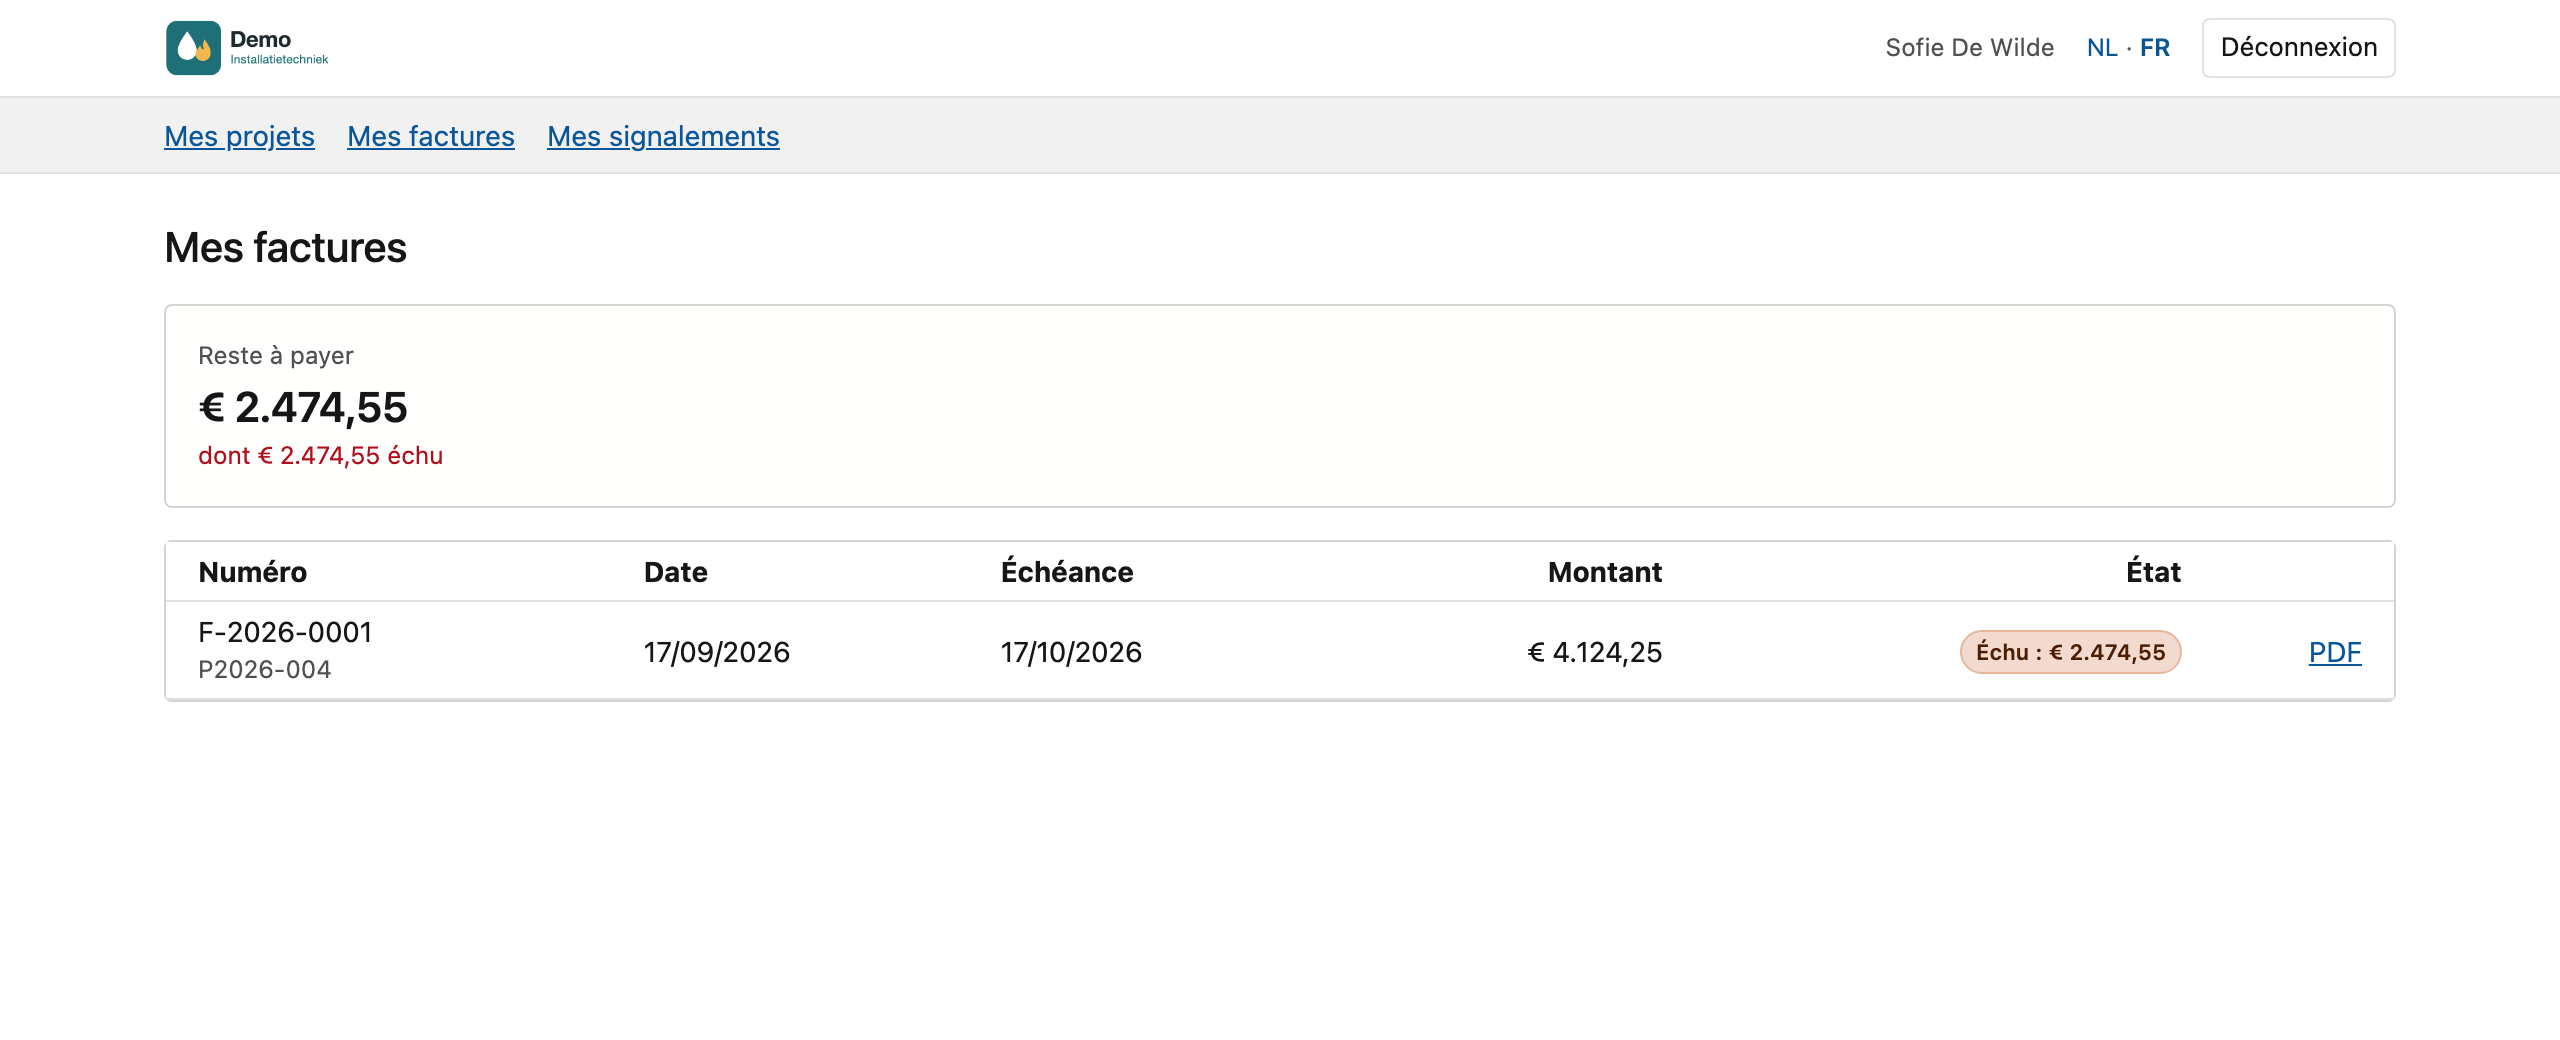 Demo
Installatietechniek
Sofie De Wilde NL · FR Déconnexion
Mes projets Mes factures Mes signalements
Mes factures
Reste à payer
€ 2.474,55
dont € 2.474,55 échu
Numéro Date Échéance Montant État
F-2026-0001 17/09/2026 17/10/2026 € 4.124,25 Échu : € 2.474,55 PDF
P2026-004